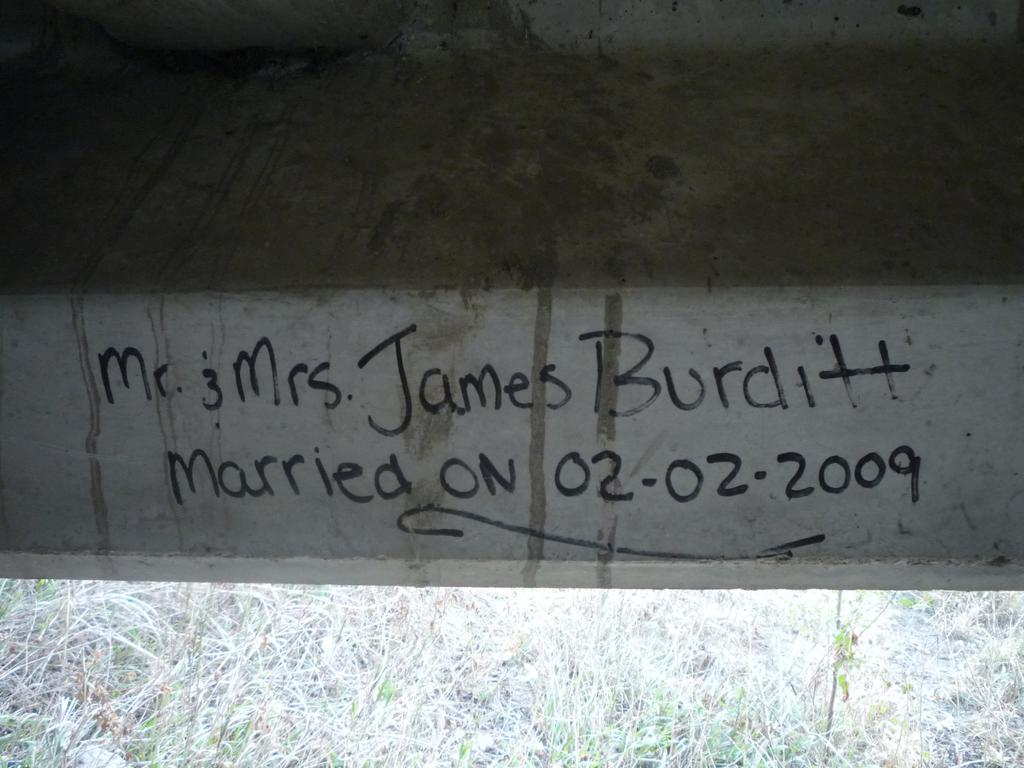 Mr. & Mrs. James Burditt
Married ON 02-02-2009